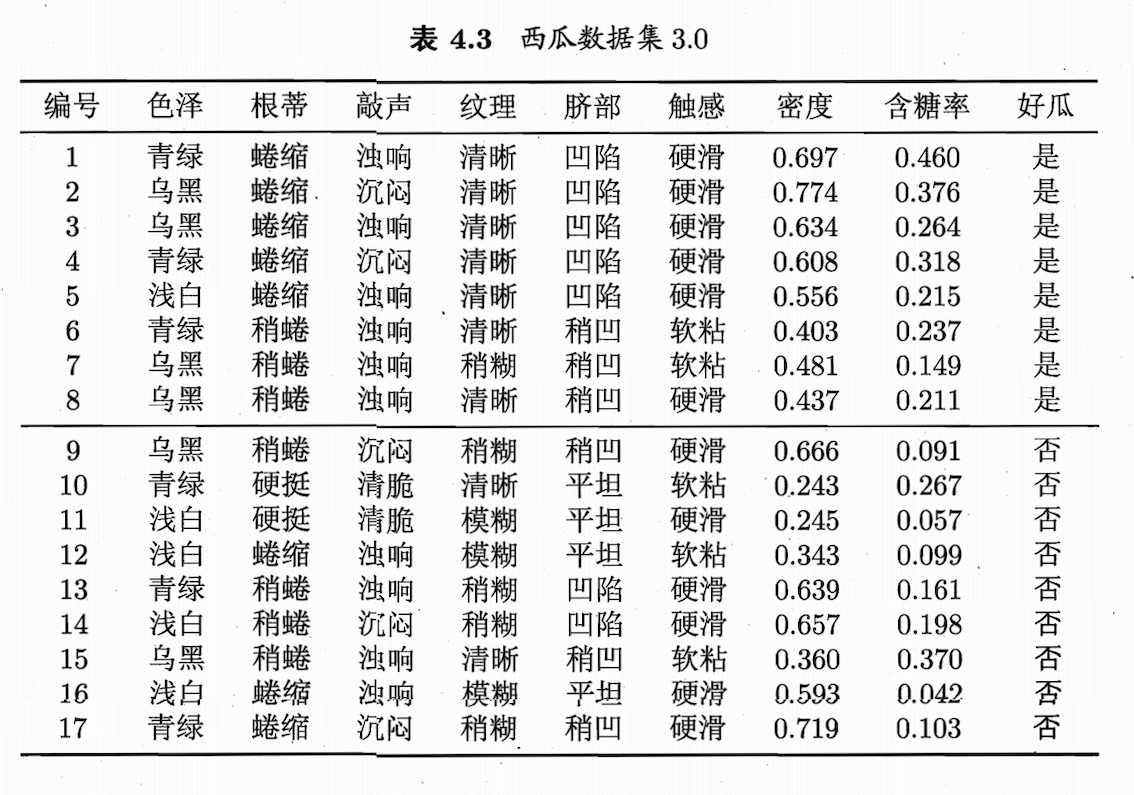 表 4.3 西瓜数据集 3.0
编号 色泽 根蒂 敲声 纹理 脐部 触感 密度 含糖率 好瓜
1 青绿 蜷缩 浊响 清晰 凹陷 硬滑 0.697 0.460 是
2 乌黑 蜷缩 沉闷 清晰 凹陷 硬滑 0.774 0.376 是
3 乌黑 蜷缩 浊响 清晰 凹陷 硬滑 0.634 0.264 是
4 青绿 蜷缩 沉闷 清晰 凹陷 硬滑 0.608 0.318 是
5 浅白 蜷缩 浊响 清晰 凹陷 硬滑 0.556 0.215 是
6 青绿 稍蜷 浊响 清晰 稍凹 软粘 0.403 0.237 是
7 乌黑 稍蜷 浊响 稍糊 稍凹 软粘 0.481 0.149 是
8 乌黑 稍蜷 浊响 清晰 稍凹 硬滑 0.437 0.211 是
9 乌黑 稍蜷 沉闷 稍糊 稍凹 硬滑 0.666 0.091 否
10 青绿 硬挺 清脆 清晰 平坦 软粘 0.243 0.267 否
11 浅白 硬挺 清脆 模糊 平坦 硬滑 0.245 0.057 否
12 浅白 蜷缩 浊响 模糊 平坦 软粘 0.343 0.099 否
13 青绿 稍蜷 浊响 稍糊 凹陷 硬滑 0.639 0.161 否
14 浅白 稍蜷 沉闷 稍糊 凹陷 硬滑 0.657 0.198 否
15 乌黑 稍蜷 浊响 清晰 稍凹 软粘 0.360 0.370 否
16 浅白 蜷缩 浊响 模糊 平坦 硬滑 0.593 0.042 否
17 青绿 蜷缩 沉闷 稍糊 稍凹 硬滑 0.719 0.103 否